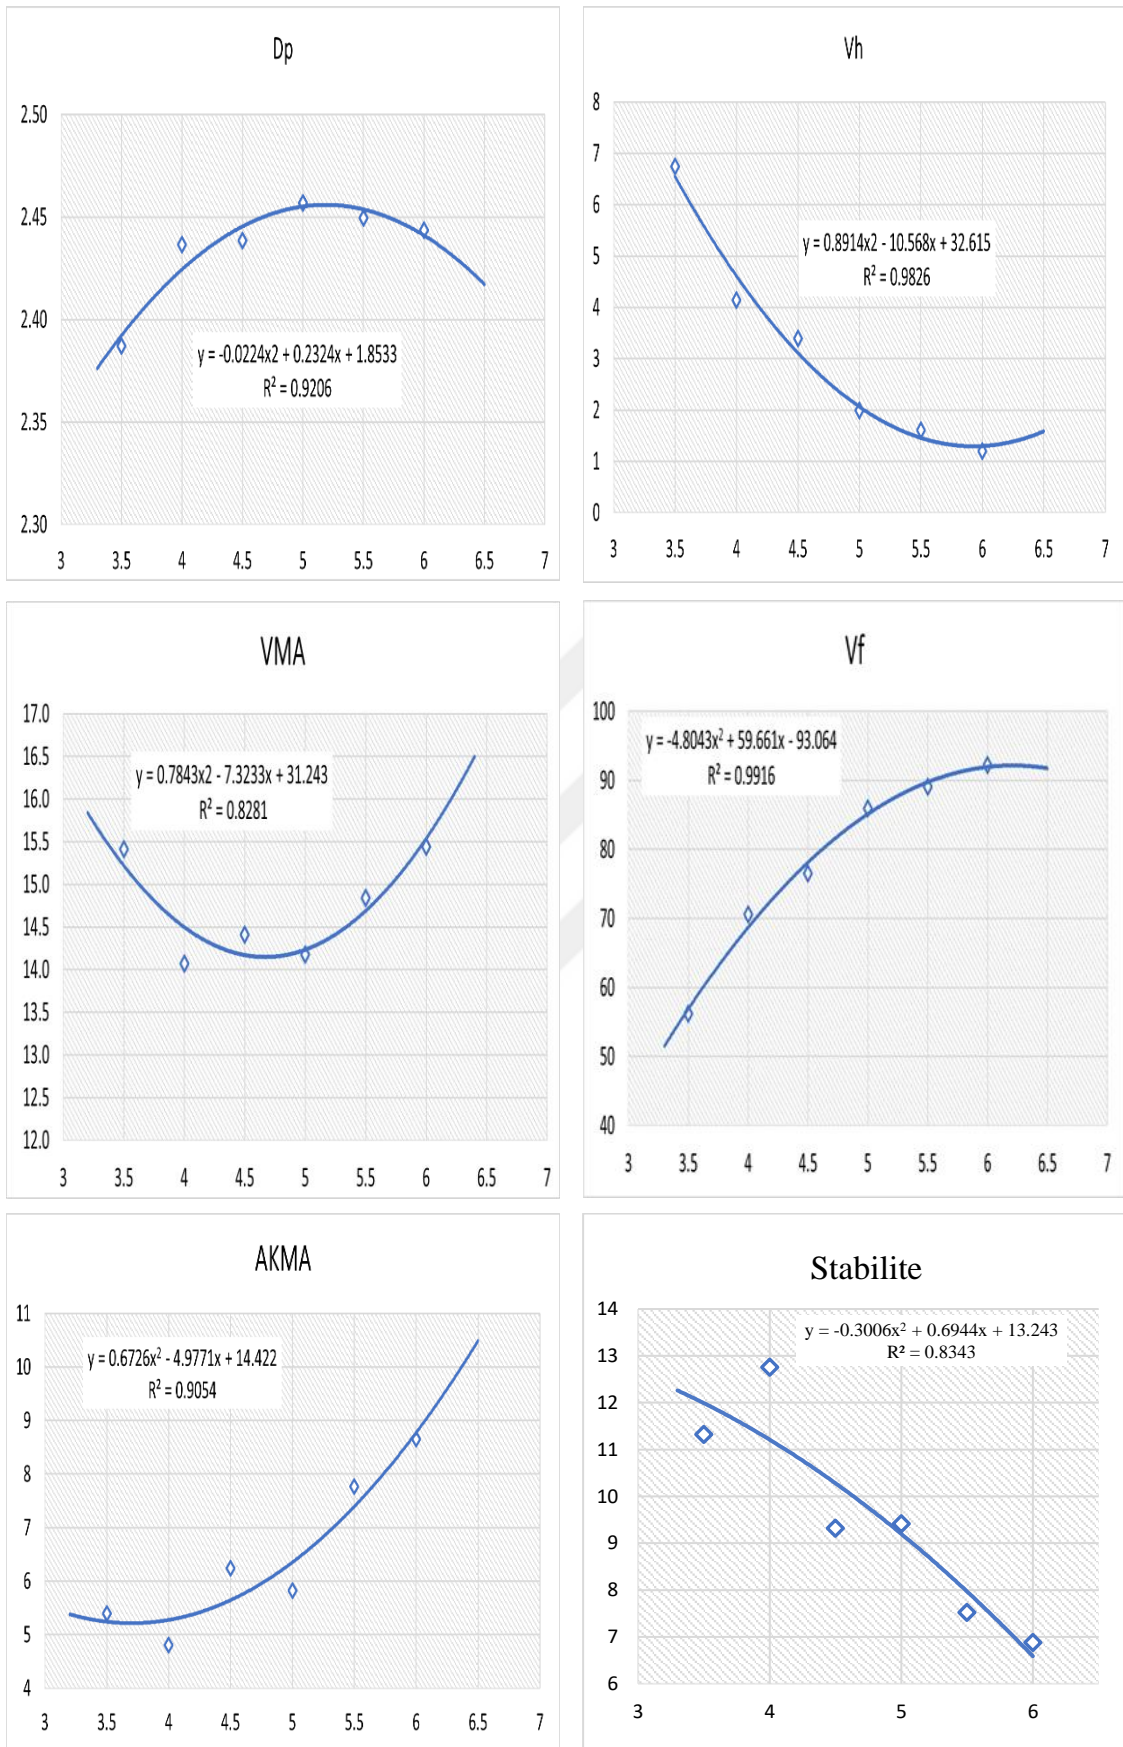 Dp
2.50
2.45
2.40
2.35
2.30
y = -0.0224x2 + 0.2324x + 1.8533
R² = 0.9206
3 3.5 4 4.5 5 5.5 6 6.5 7
Vh
8
7
6
5
4
3
2
1
0
y = 0.8914x2 - 10.568x + 32.615
R² = 0.9826
3 3.5 4 4.5 5 5.5 6 6.5 7
VMA
17.0
16.5
16.0
15.5
15.0
14.5
14.0
13.5
13.0
12.5
12.0
y = 0.7843x2 - 7.3233x + 31.243
R² = 0.8281
3 3.5 4 4.5 5 5.5 6 6.5 7
Vf
100
90
80
70
60
50
40
y = -4.8043x² + 59.661x - 93.064
R² = 0.9916
3 3.5 4 4.5 5 5.5 6 6.5 7
AKMA
11
10
9
8
7
6
5
4
y = 0.6726x² - 4.9771x + 14.422
R² = 0.9054
3 3.5 4 4.5 5 5.5 6 6.5 7
Stabilite
14
13
12
11
10
9
8
7
6
y = -0.3006x² + 0.6944x + 13.243
R² = 0.8343
3 4 5 6